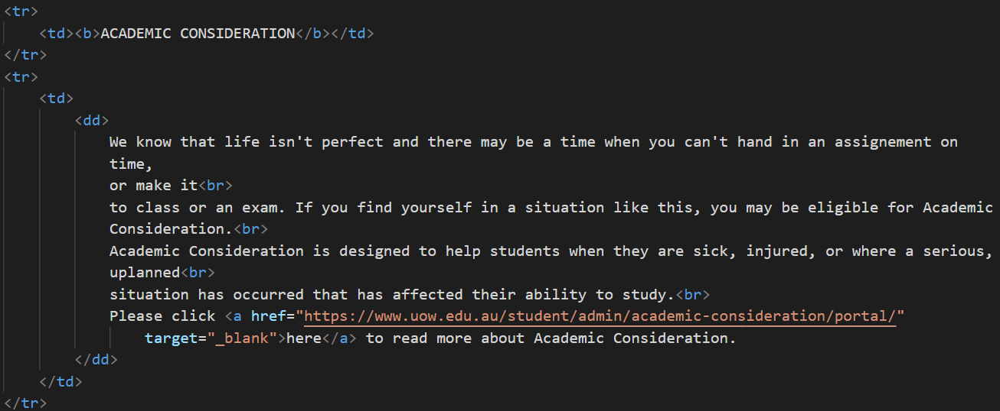 <tr>
<td><b>ACADEMIC CONSIDERATION</b></td>
</tr>
<tr>
<td>
<dd>
We know that life isn't perfect and there may be a time when you can't hand in an assignement on
time,
or make it<br>
to class or an exam. If you find yourself in a situation like this, you may be eligible for Academic
Consideration.<br>
Academic Consideration is designed to help students when they are sick, injured, or where a serious,
uplanned<br>
situation has occurred that has affected their ability to study.<br>
Please click <a href="https://www.uow.edu.au/student/admin/academic-consideration/portal/"
target="_blank">here</a> to read more about Academic Consideration.
</dd>
</td>
</tr>